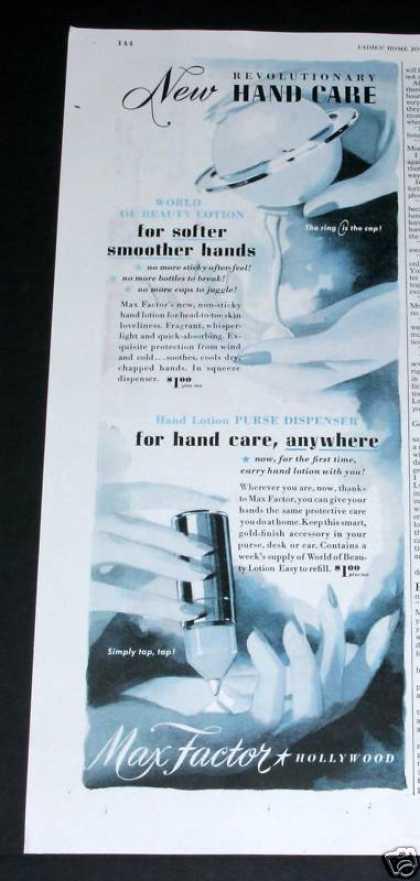 144
LADIES' HOME
New REVOLUTIONARY
HAND CARE
WORLD
OF BEAUTY LOTION
for softer
smoother hands
The ring is the cap!
★ no more sticky after-feel!
★ no more bottles to break!
★ no more caps to juggle!
Max Factor's new, non-sticky
hand lotion for head-to-toe skin
loveliness. Fragrant, whisper-
light and quick-absorbing. Ex-
quisite protection from wind
and cold...soothes, cools dry,
chapped hands. In squeeze
dispenser. $1.00 plus tax
Hand Lotion PURSE DISPENSER
for hand care, anywhere
★ now, for the first time,
carry hand lotion with you!
Wherever you are, now, thanks
to Max Factor, you can give your
hands the same protective care
you do at home. Keep this smart,
gold-finish accessory in your
purse, desk or car. Contains a
week's supply of World of Beau-
ty Lotion Easy to refill. $1.00 plus tax
Simply tap, tap!
Max Factor ★ HOLLYWOOD